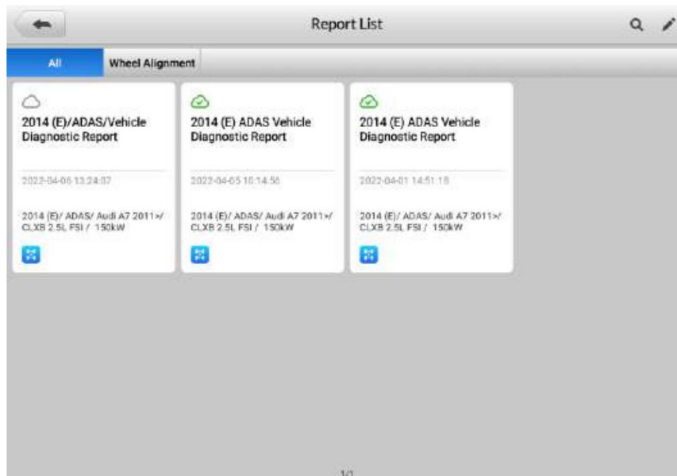 Report List
All
Wheel Alignment
2014 (E)/ADAS/Vehicle
Diagnostic Report
2022-04-06 13:24:07
2014 (E)/ ADAS/ Audi A7 2011>/
CLXB 2.5L FSI / 150kW
2014 (E) ADAS Vehicle
Diagnostic Report
2022-04-05 10:14:56
2014 (E)/ ADAS/ Audi A7 2011>/
CLXB 2.5L FSI / 150kW
2014 (E) ADAS Vehicle
Diagnostic Report
2022-04-01 14:51:18
2014 (E)/ ADAS/ Audi A7 2011>/
CLXB 2.5L FSI / 150kW
1/1